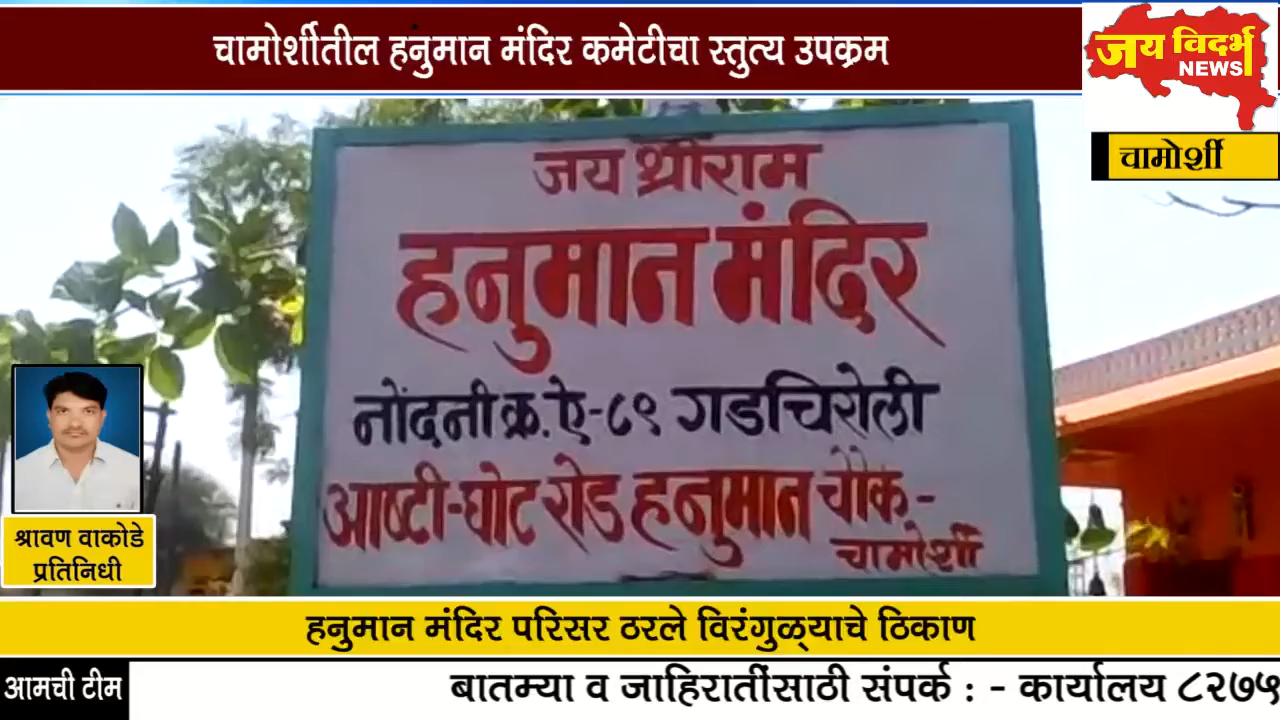 चामोर्शीतील हनुमान मंदिर कमेटीचा स्तुत्य उपक्रम
जय विदर्भ
NEWS
चामोर्शी
जय श्रीराम
हनुमान मंदिर
नोंदनी क्र. ऐ-८९ गडचिरोली
आष्टी-घोट रोड हनुमान चौक-
चामोर्शी
श्रावण वाकोडे
प्रतिनिधी
हनुमान मंदिर परिसर ठरले विरंगुळ्याचे ठिकाण
आमची टीम
बातम्या व जाहिरातींसाठी संपर्क : - कार्यालय ८२७५